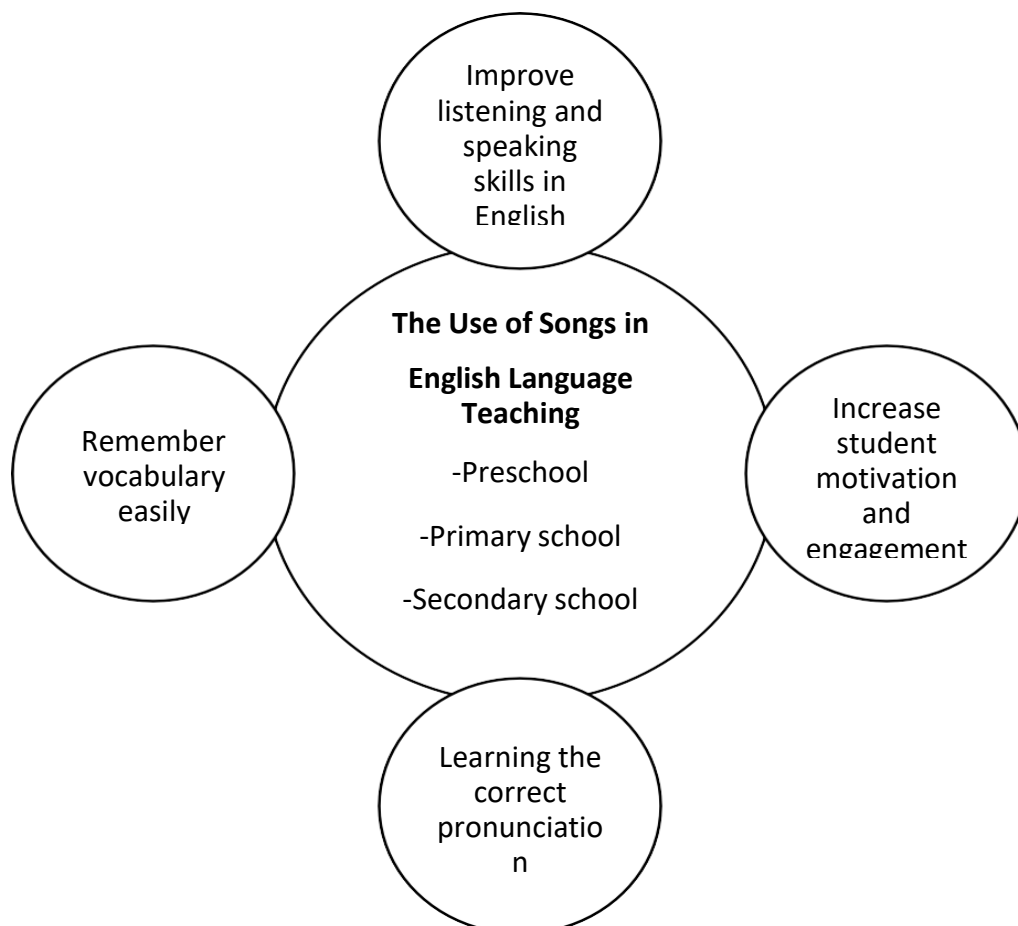 Improve
listening and
speaking
skills in
English
The Use of Songs in
English Language
Teaching
-Preschool
-Primary school
-Secondary school
Remember
vocabulary
easily
Increase
student
motivation
and
engagement
Learning the
correct
pronunciatio
n